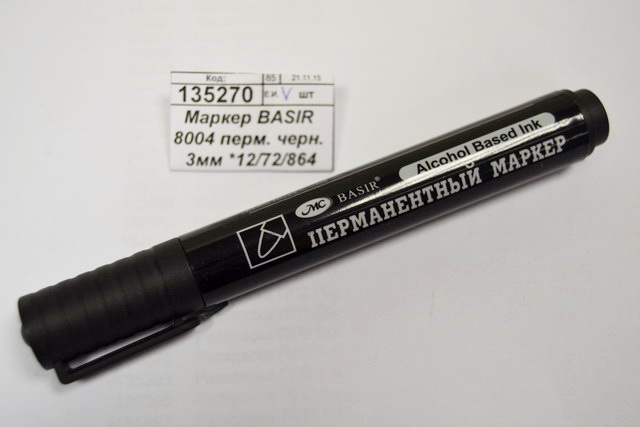 Код: 85 21.11.15
135270 Е.И. V шт
Маркер BASIR
8004 перм. черн.
3мм *12/72/864
Alcohol Based Ink
MC BASIR®
ПЕРМАНЕНТНЫЙ МАРКЕР